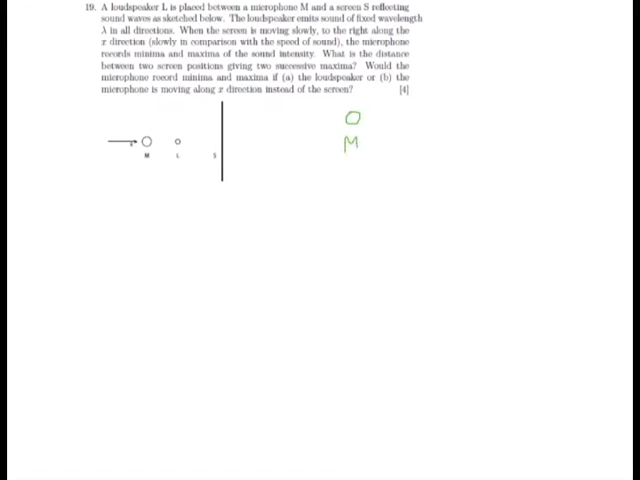 19. A loudspeaker L is placed between a microphone M and a screen S reflecting
sound waves as sketched below. The loudspeaker emits sound of fixed wavelength
λ in all directions. When the screen is moving slowly, to the right along the
x direction (slowly in comparison with the speed of sound), the microphone
records minima and maxima of the sound intensity. What is the distance
between two screen positions giving two successive maxima? Would the
microphone record minima and maxima if (a) the loudspeaker or (b) the
microphone is moving along x direction instead of the screen? [4]
M L S
O
M